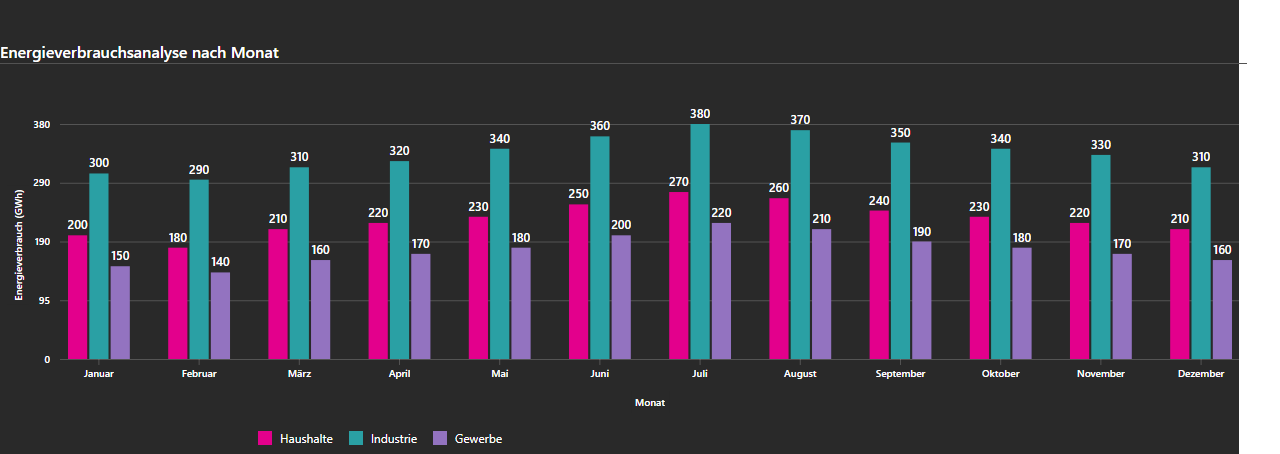 Energieverbrauchsanalyse nach Monat
380
290
190
95
0
Energieverbrauch (GWh)
200 300 150
180 290 140
210 310 160
220 320 170
230 340 180
250 360 200
270 380 220
260 370 210
240 350 190
230 340 180
220 330 170
210 310 160
Januar Februar März April Mai Juni Juli August September Oktober November Dezember
Monat
Haushalte Industrie Gewerbe